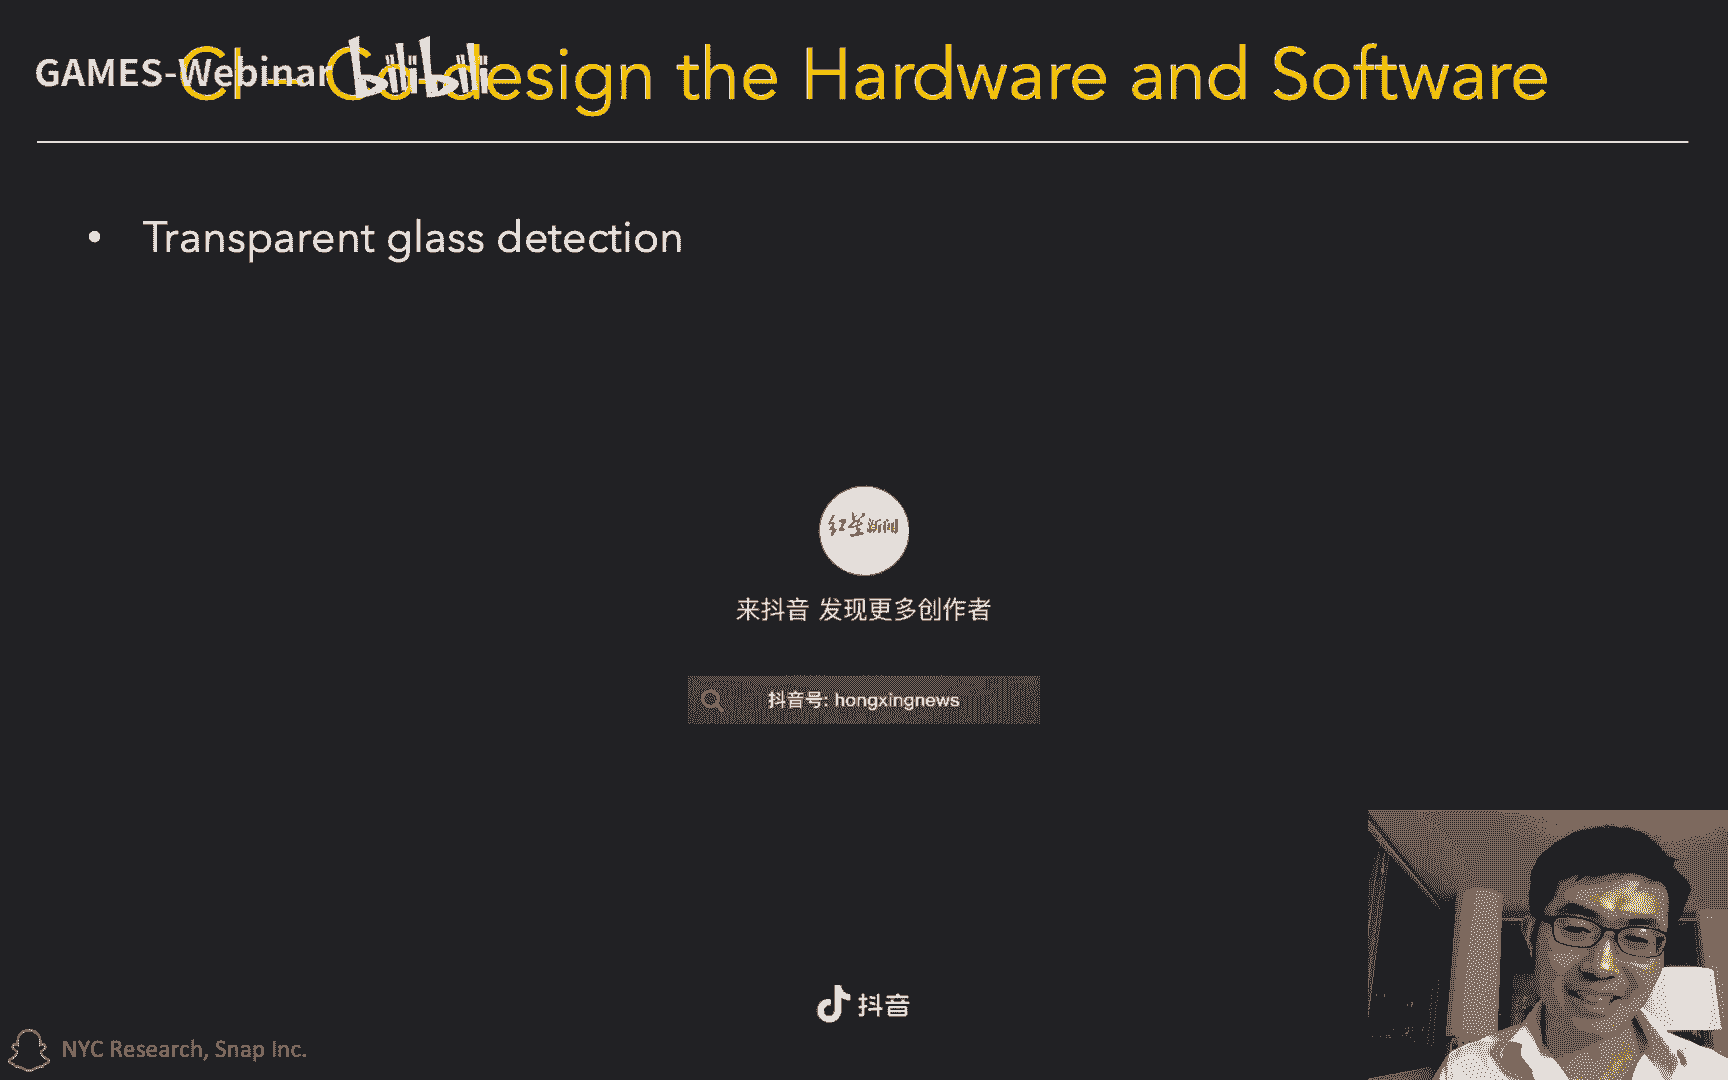 GAMES-Webinar bilibili
CI – Co-design the Hardware and Software
• Transparent glass detection
红星新闻
来抖音 发现更多创作者
抖音号: hongxingnews
抖音
NYC Research, Snap Inc.